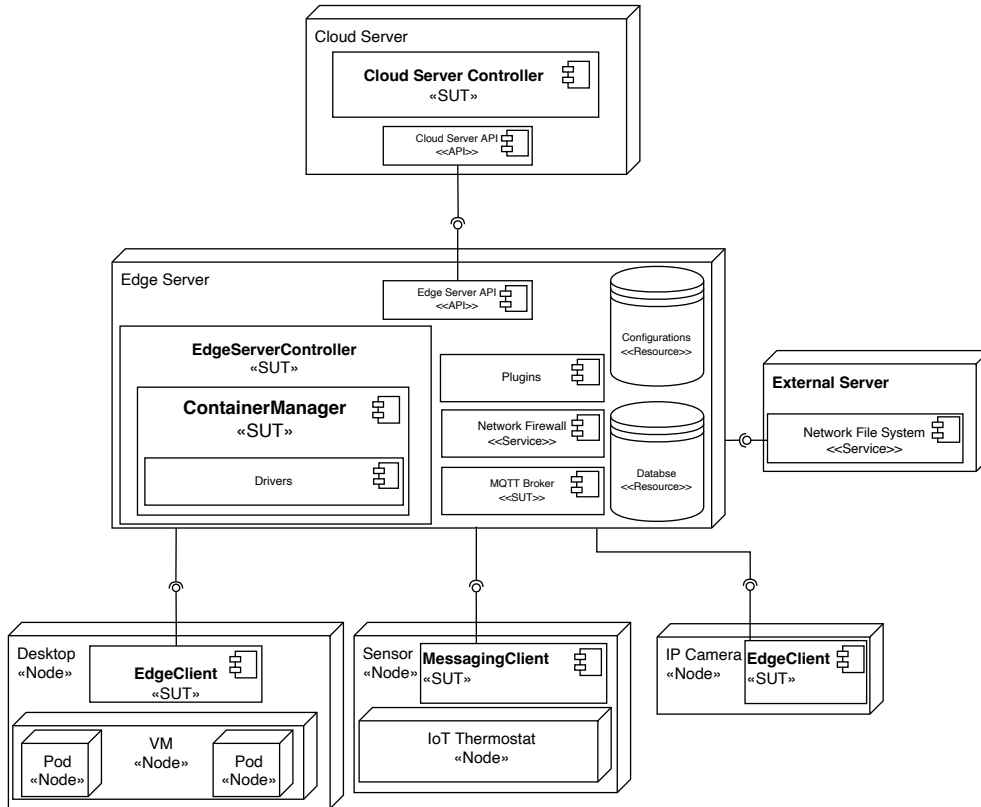 Cloud Server
Cloud Server Controller
«SUT»
Cloud Server API
<<API>>
Edge Server
Edge Server API
<<API>>
Configurations
<<Resource>>
EdgeServerController
«SUT»
ContainerManager
«SUT»
Drivers
Plugins
Network Firewall
<<Service>>
MQTT Broker
<<SUT>>
Databse
<<Resource>>
External Server
Network File System
<<Service>>
Desktop
«Node»
EdgeClient
«SUT»
VM
«Node»
Pod
«Node»
Pod
«Node»
Sensor
«Node»
MessagingClient
«SUT»
IoT Thermostat
«Node»
IP Camera
«Node»
EdgeClient
«SUT»